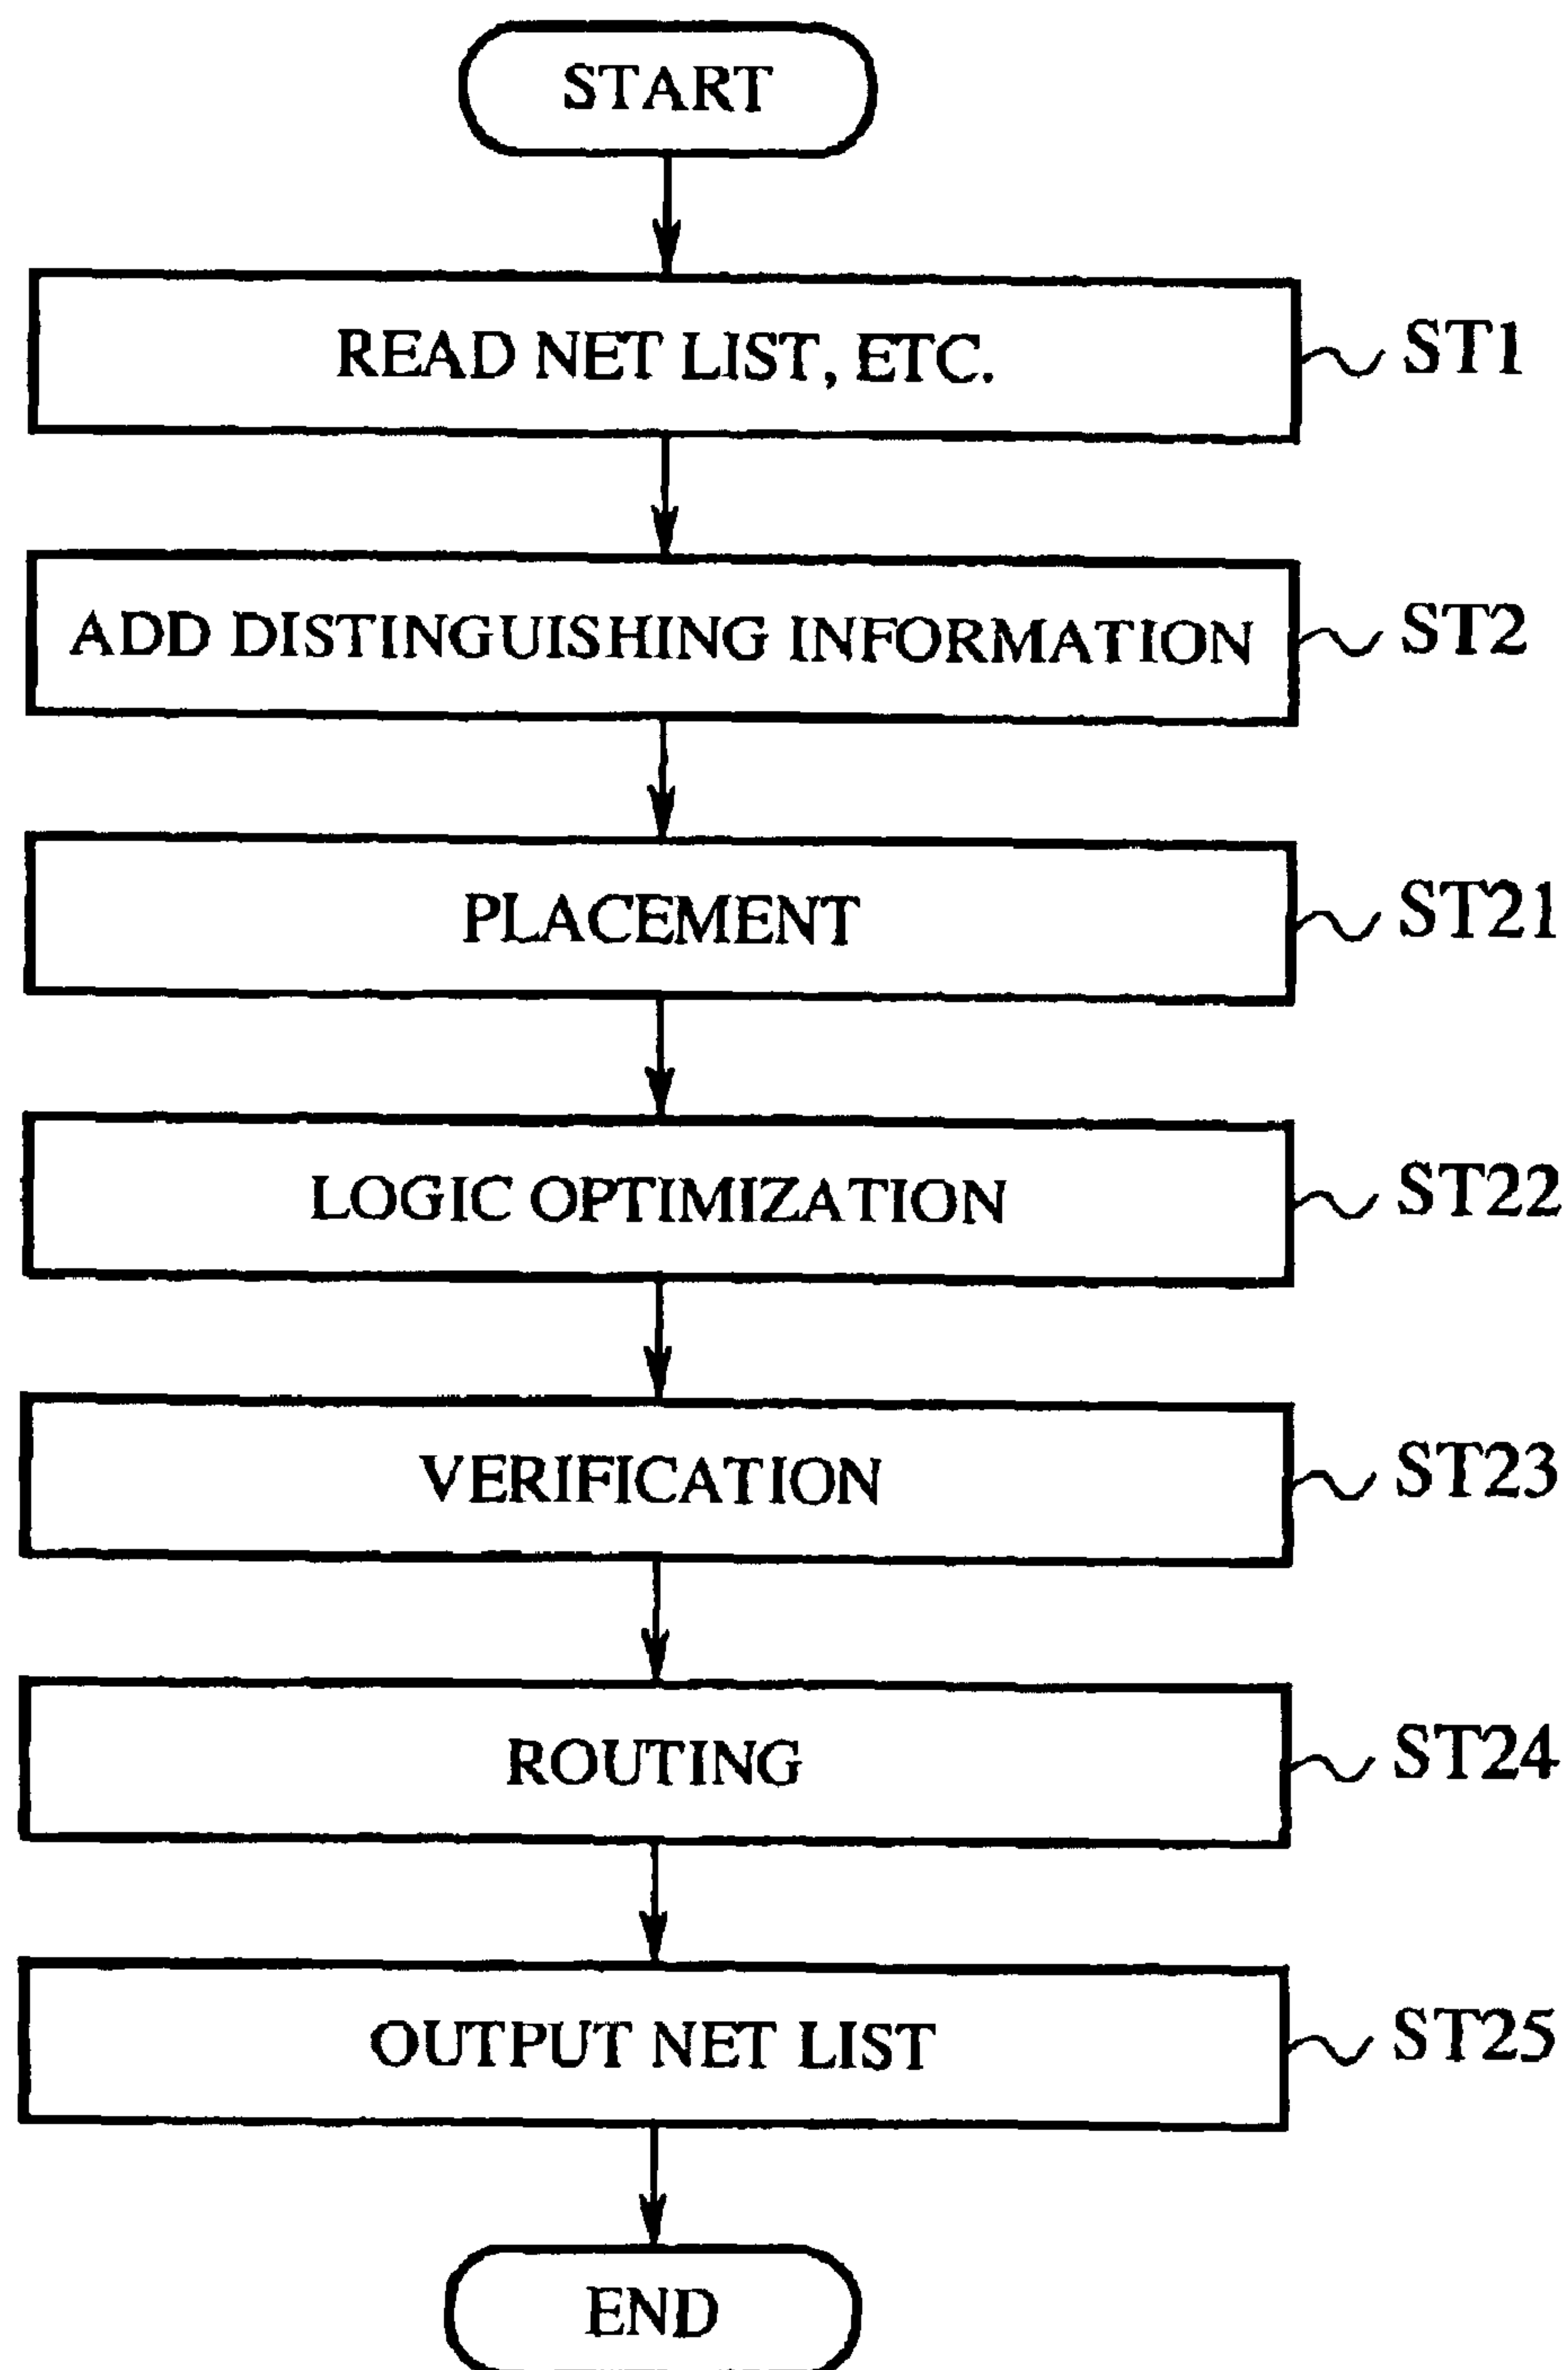 START
READ NET LIST, ETC.
ST1
ADD DISTINGUISHING INFORMATION
ST2
PLACEMENT
ST21
LOGIC OPTIMIZATION
ST22
VERIFICATION
ST23
ROUTING
ST24
OUTPUT NET LIST
ST25
END